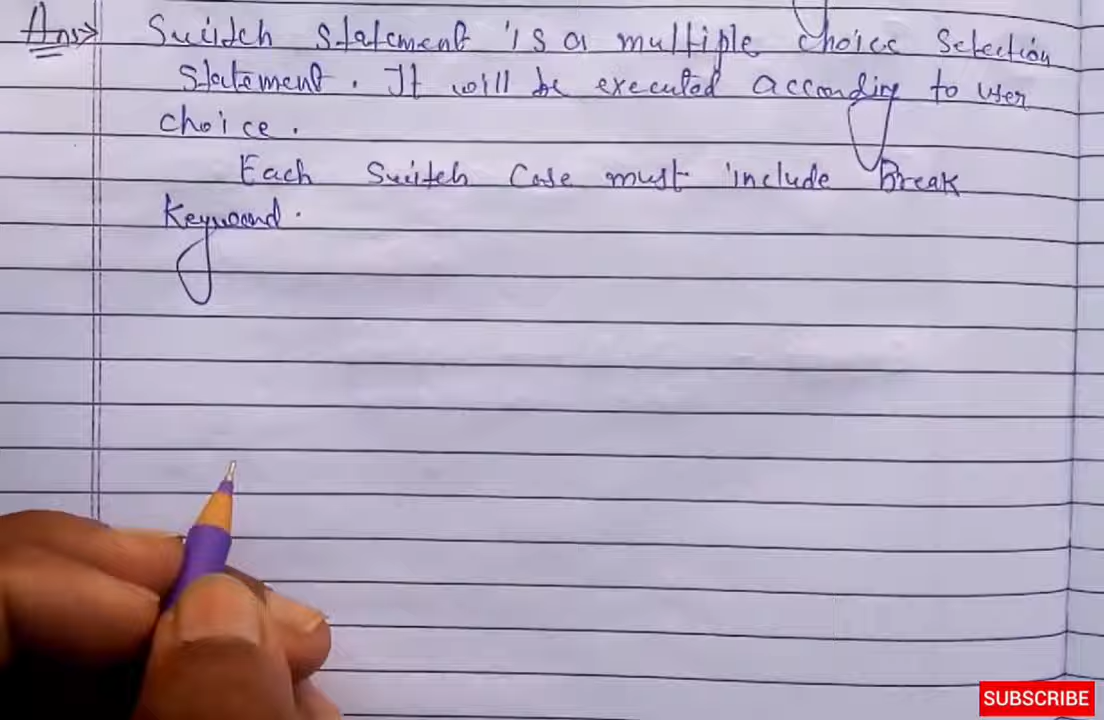 Ans⇒ Switch statement is a multiple choice Selection
statement. It will be executed according to user
choice.
Each Switch Case must include Break
Keyword.
SUBSCRIBE